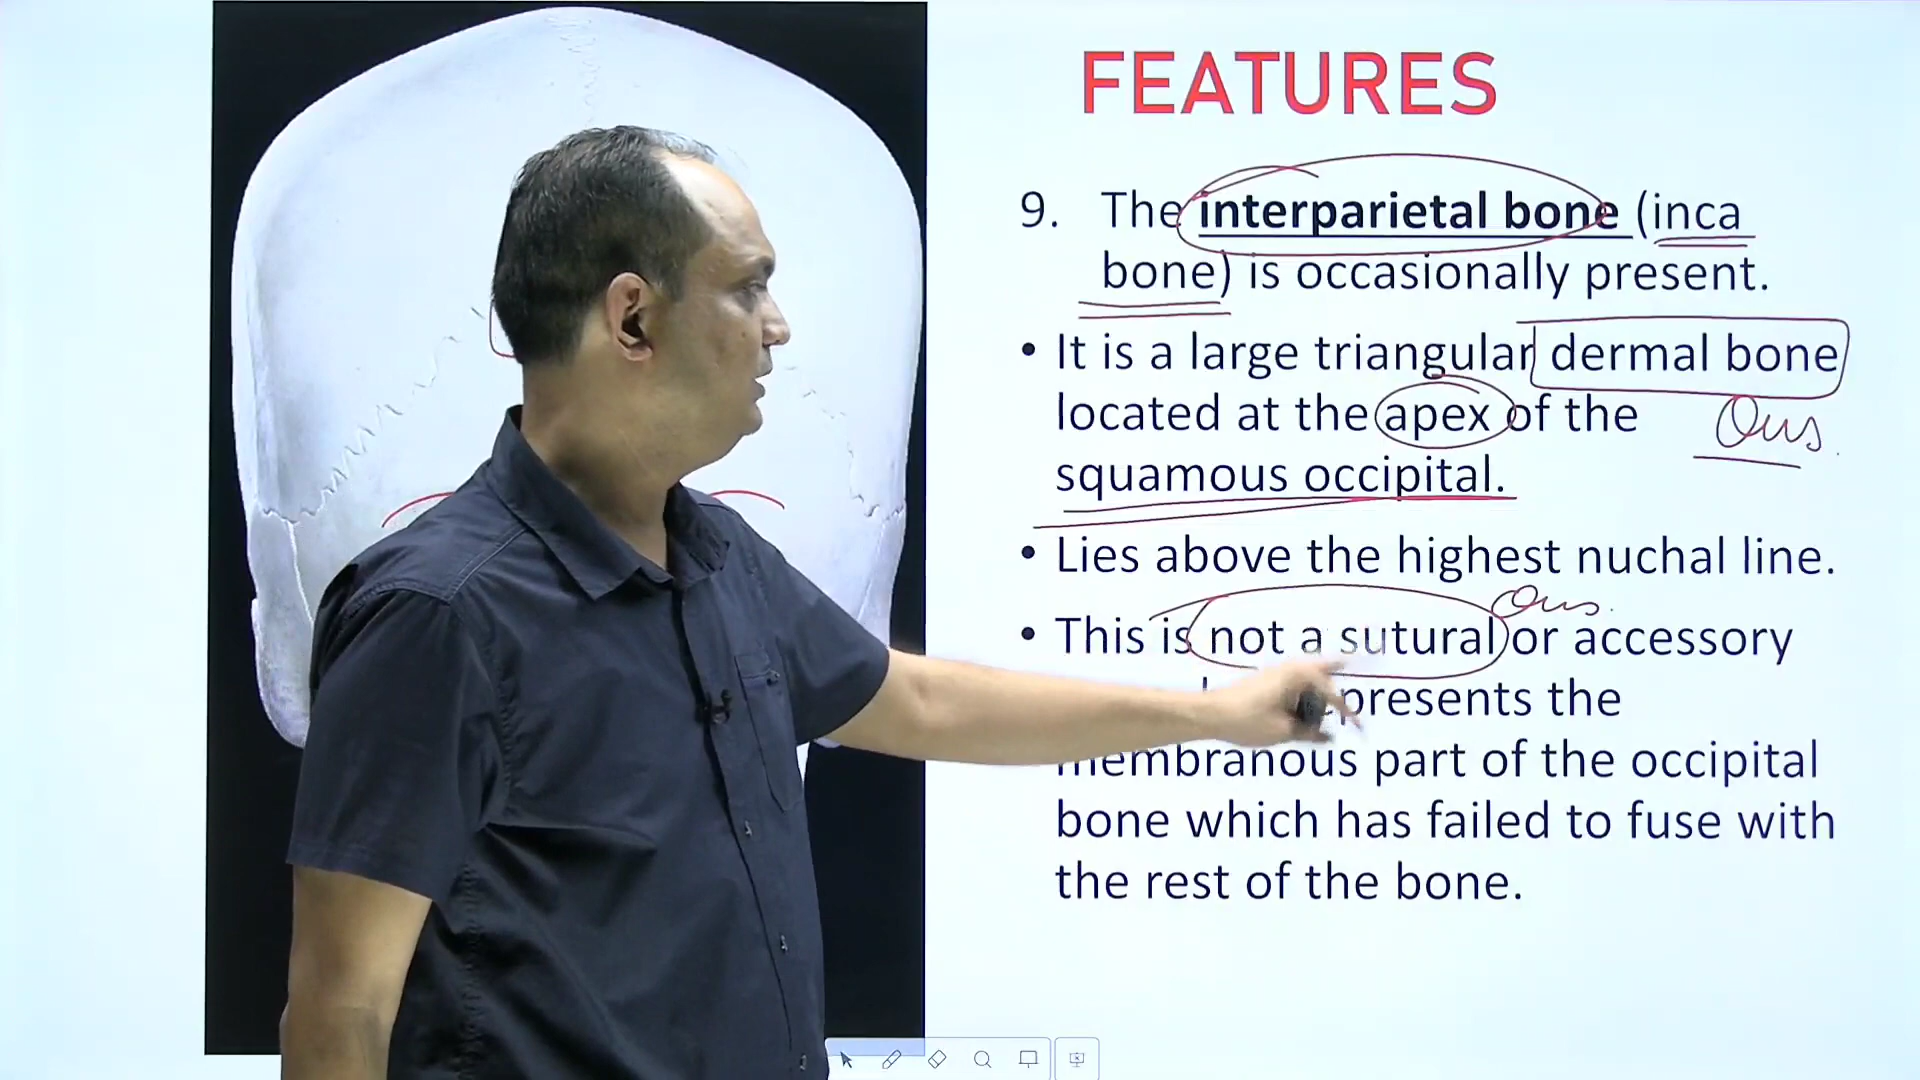 FEATURES
9. The interparietal bone (inca
bone) is occasionally present.
• It is a large triangular dermal bone
located at the apex of the
Ques.
squamous occipital.
• Lies above the highest nuchal line.
Ques.
• This is not a sutural or accessory
presents the
membranous part of the occipital
bone which has failed to fuse with
the rest of the bone.